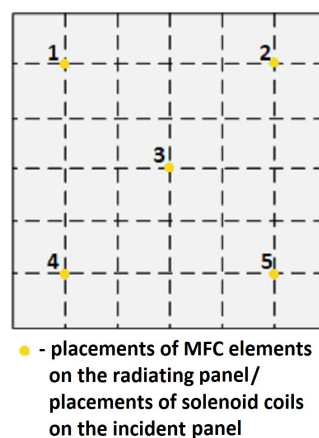 1 2
3
4 5
- placements of MFC elements
on the radiating panel/
placements of solenoid coils
on the incident panel